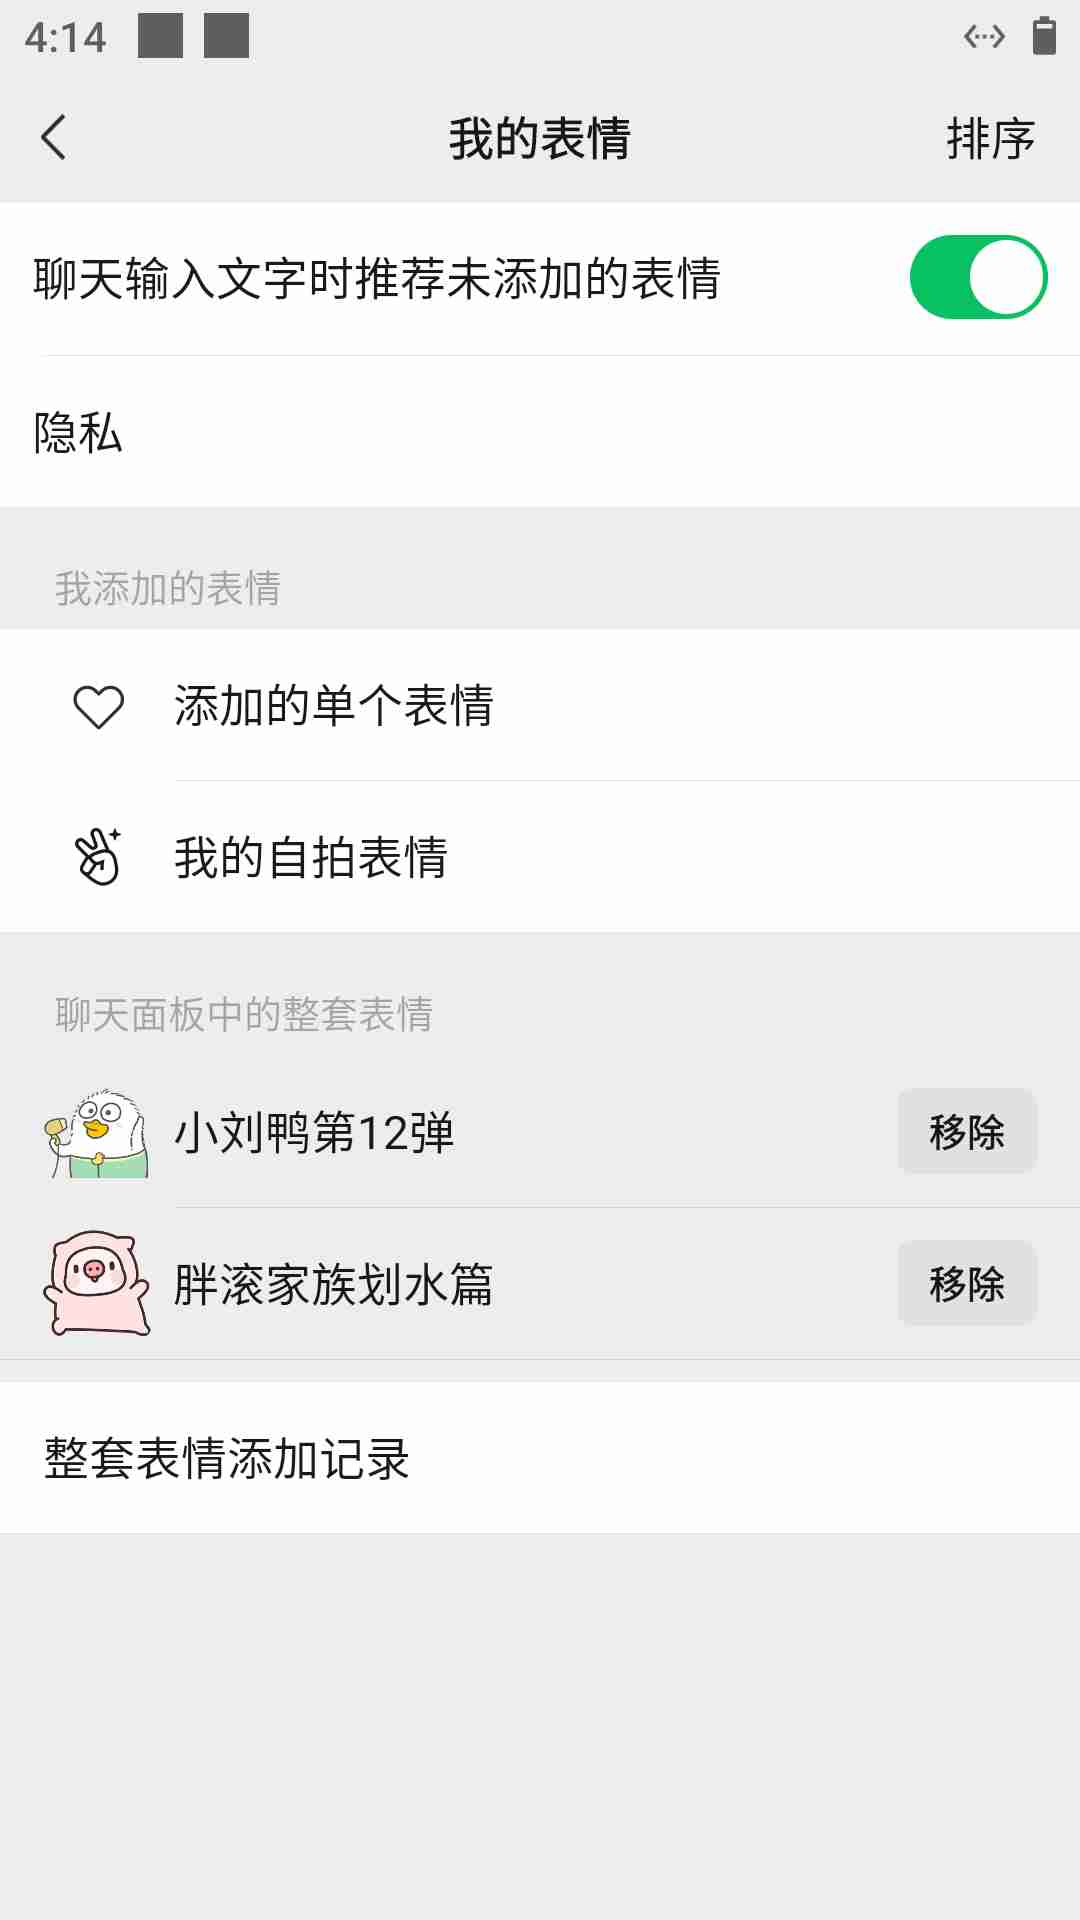 4:14
我的表情
排序
聊天输入文字时推荐未添加的表情
隐私
我添加的表情
添加的单个表情
我的自拍表情
聊天面板中的整套表情
小刘鸭第12弹
移除
胖滚家族划水篇
移除
整套表情添加记录